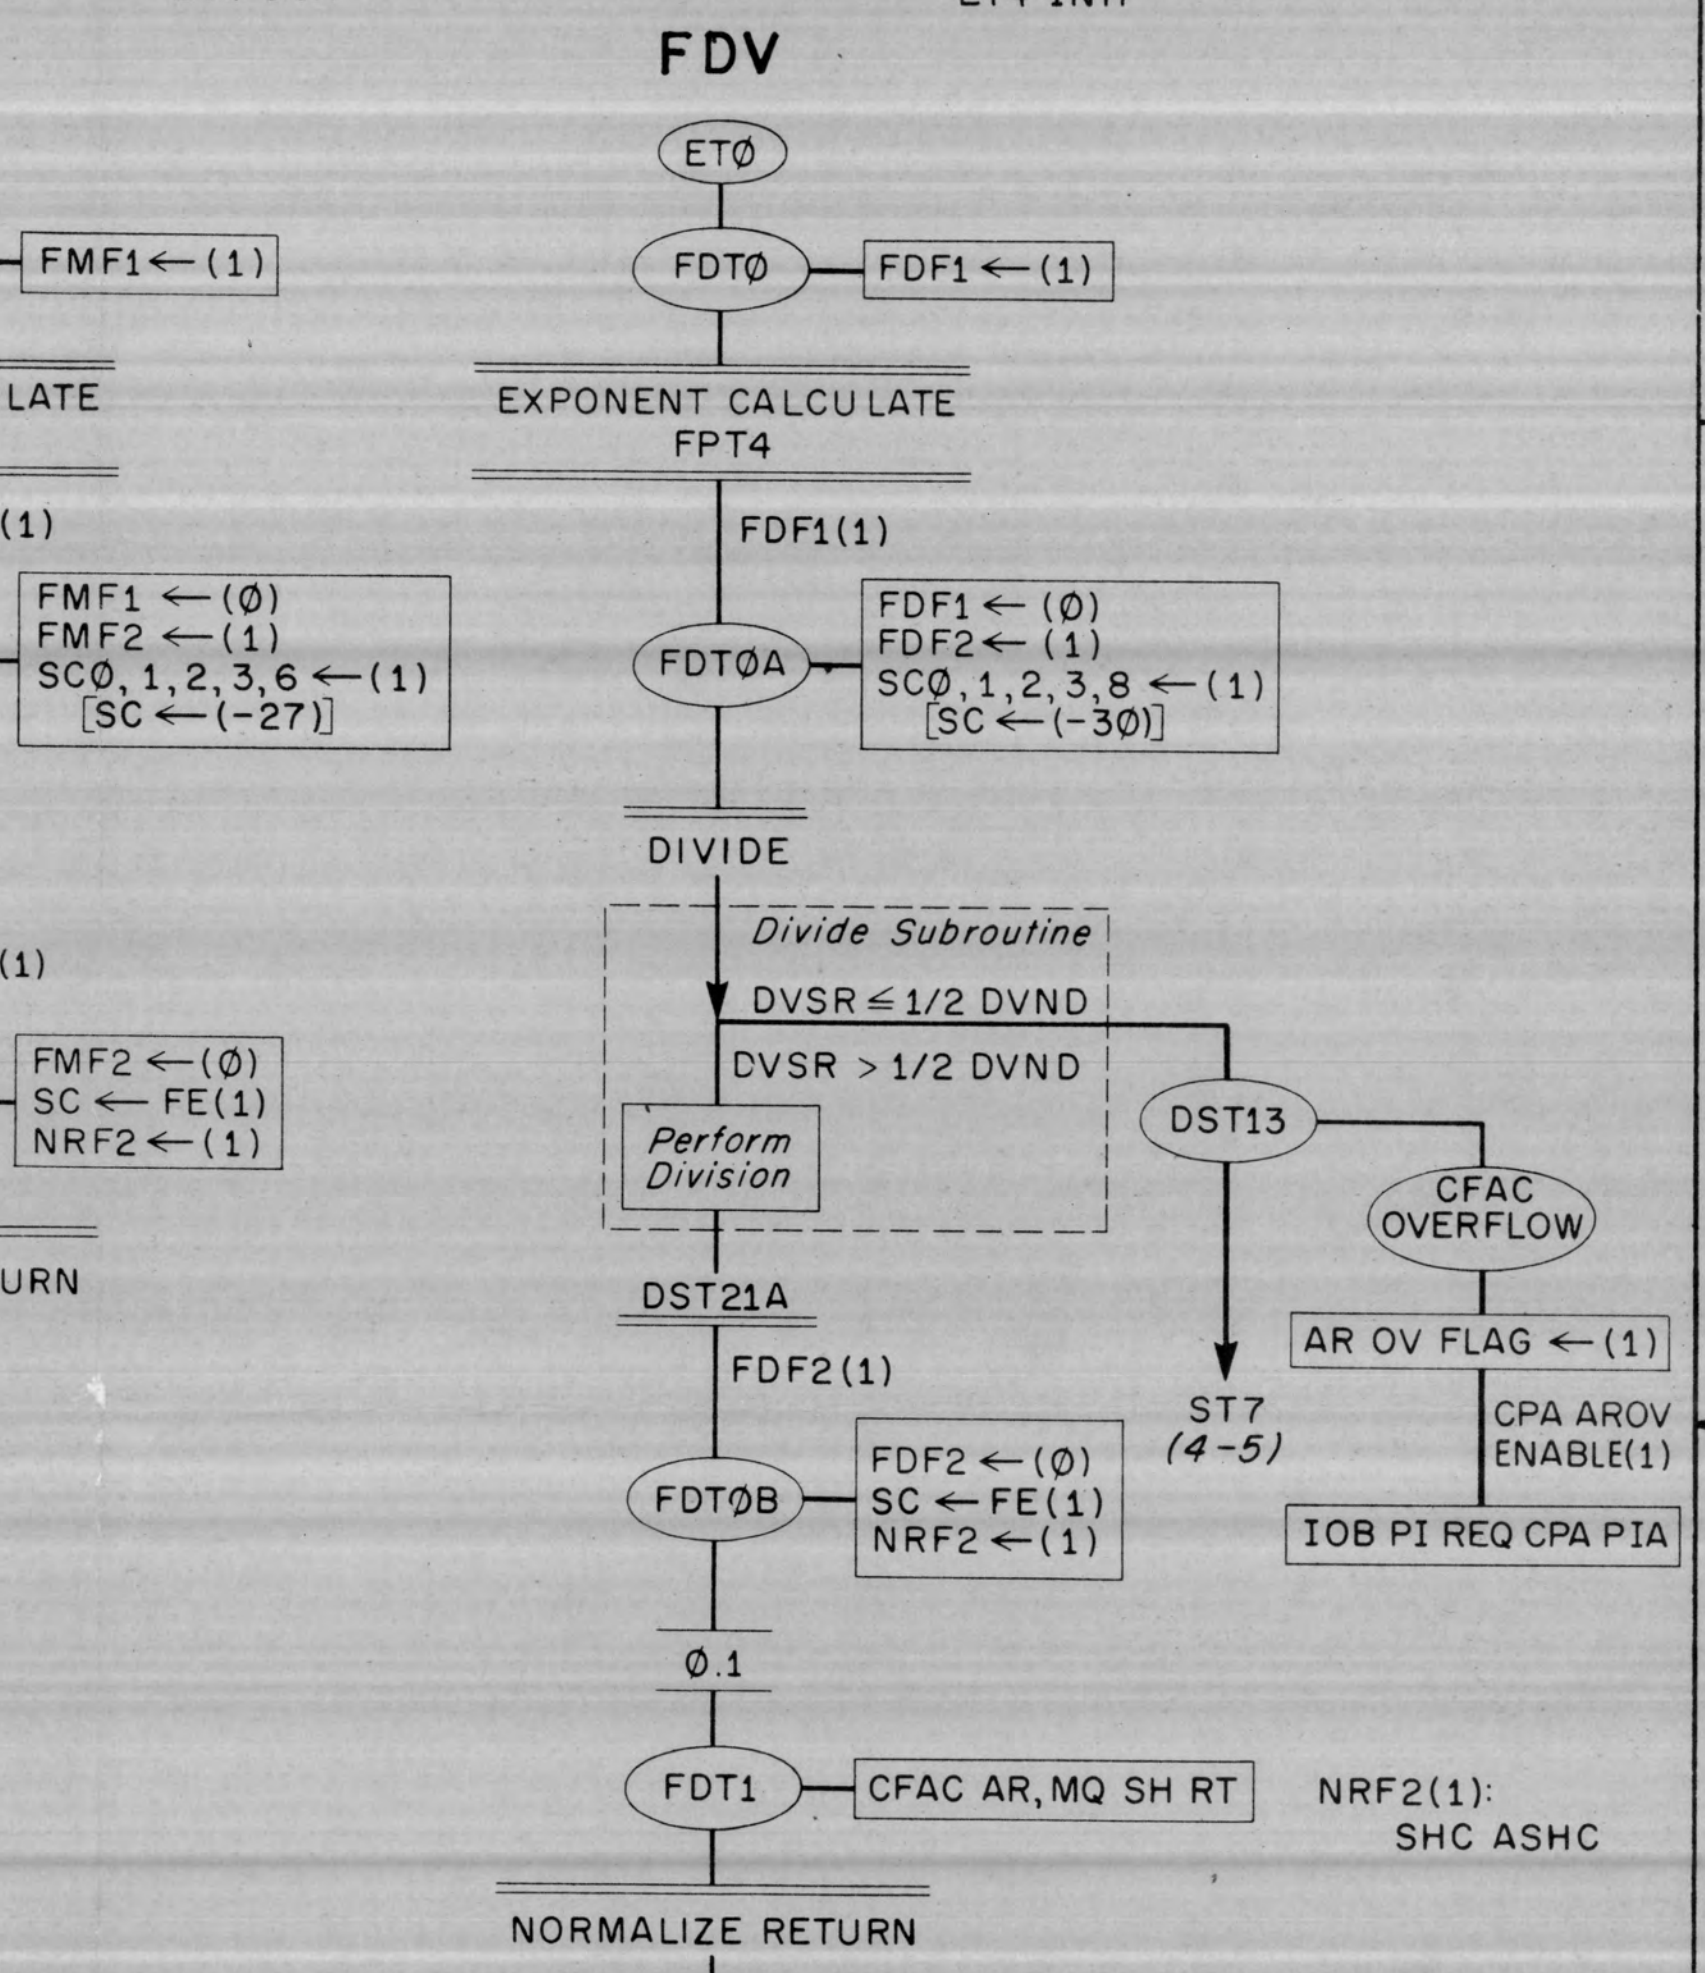 FDV
ETØ
FMF1←(1)
FDTØ
FDF1←(1)
LATE
EXPONENT CALCULATE
FPT4
(1)
FDF1(1)
FMF1←(Ø)
FMF2←(1)
SCØ,1,2,3,6←(1)
[SC←(-27)]
FDTØA
FDF1←(Ø)
FDF2←(1)
SCØ,1,2,3,8←(1)
[SC←(-3Ø)]
DIVIDE
Divide Subroutine
(1)
DVSR ≤ 1/2 DVND
DVSR > 1/2 DVND
FMF2←(Ø)
SC←FE(1)
NRF2←(1)
Perform
Division
DST13
CFAC
OVERFLOW
URN
DST21A
AR OV FLAG←(1)
FDF2(1)
ST7
(4-5)
CPA AROV
ENABLE(1)
FDTØB
FDF2←(Ø)
SC←FE(1)
NRF2←(1)
IOB PI REQ CPA PIA
Ø.1
FDT1
CFAC AR,MQ SH RT
NRF2(1):
SHC ASHC
NORMALIZE RETURN